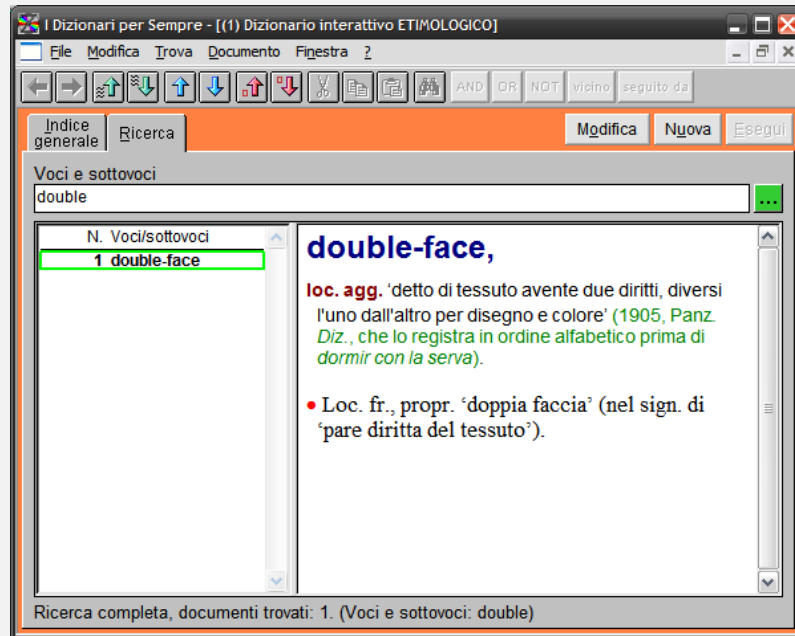 I Dizionari per Sempre - [(1) Dizionario interattivo ETIMOLOGICO]
File Modifica Trova Documento Finestra ?
AND OR NOT vicino seguito da
Indice generale Ricerca Modifica Nuova Esegui
Voci e sottovoci
double
...
N. Voci/sottovoci
1 double-face
double-face,
loc. agg. ‘detto di tessuto avente due diritti, diversi
l'uno dall'altro per disegno e colore’ (1905, Panz.
Diz., che lo registra in ordine alfabetico prima di
dormir con la serva).
• Loc. fr., propr. ‘doppia faccia’ (nel sign. di
‘pare diritta del tessuto’).
Ricerca completa, documenti trovati: 1. (Voci e sottovoci: double)